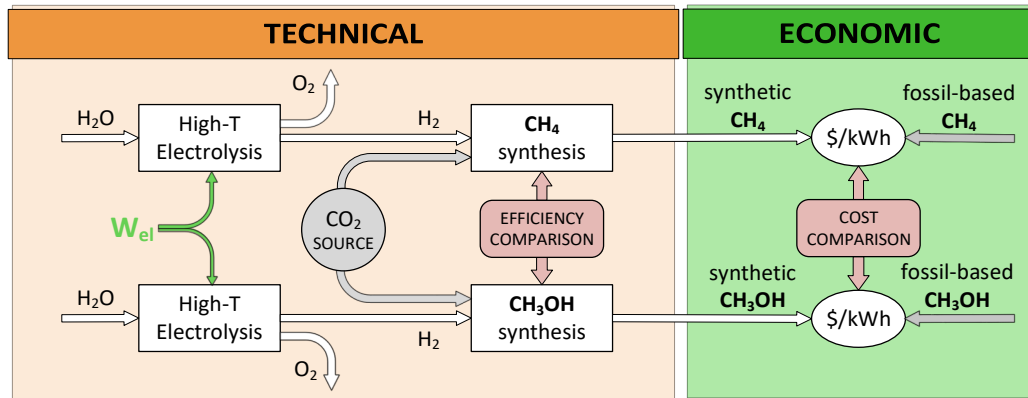 TECHNICAL
ECONOMIC
O₂
H₂O
High-T
Electrolysis
H₂
CH₄
synthesis
synthetic
CH₄
$/kWh
fossil-based
CH₄
Wₑₗ
CO₂
SOURCE
EFFICIENCY
COMPARISON
COST
COMPARISON
H₂O
High-T
Electrolysis
H₂
O₂
CH₃OH
synthesis
synthetic
CH₃OH
$/kWh
fossil-based
CH₃OH